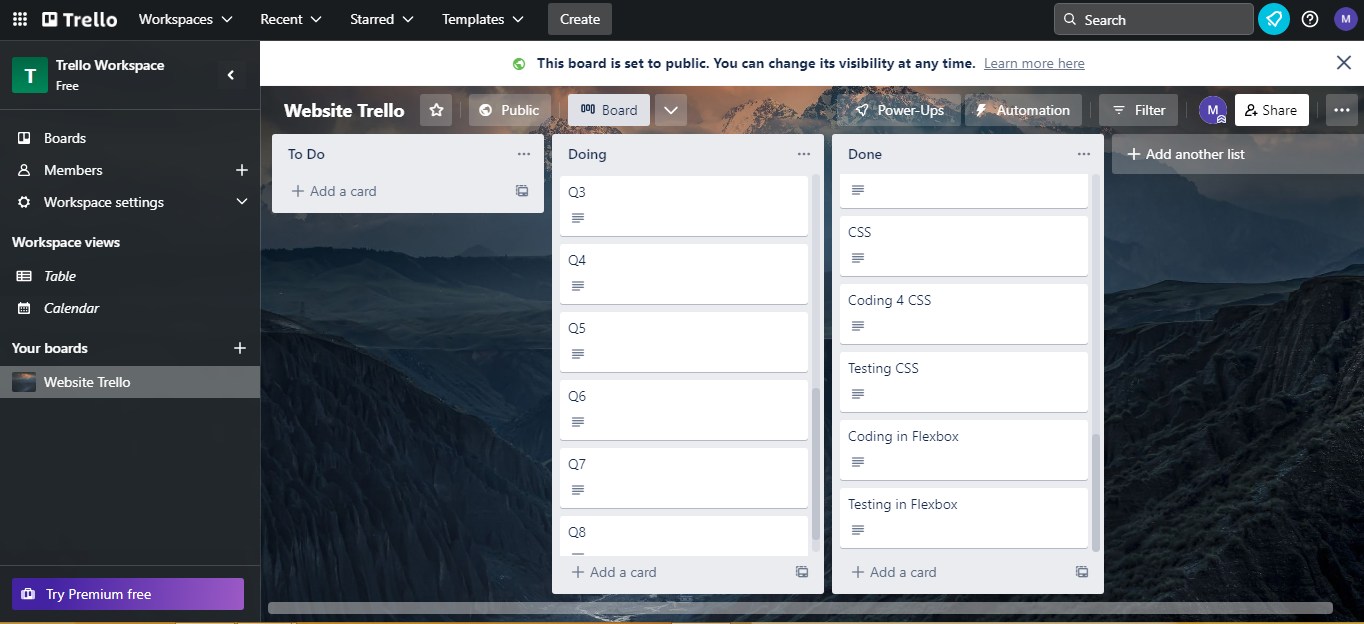 Trello Workspaces Recent Starred Templates Create Search M
T Trello Workspace
Free
This board is set to public. You can change its visibility at any time. Learn more here
Website Trello Public Board Power-Ups Automation Filter M Share
Boards
Members
Workspace settings
Workspace views
Table
Calendar
Your boards
Website Trello
Try Premium free
To Do
Add a card
Doing
Q3
Q4
Q5
Q6
Q7
Q8
Add a card
Done
CSS
Coding 4 CSS
Testing CSS
Coding in Flexbox
Testing in Flexbox
Add a card
Add another list